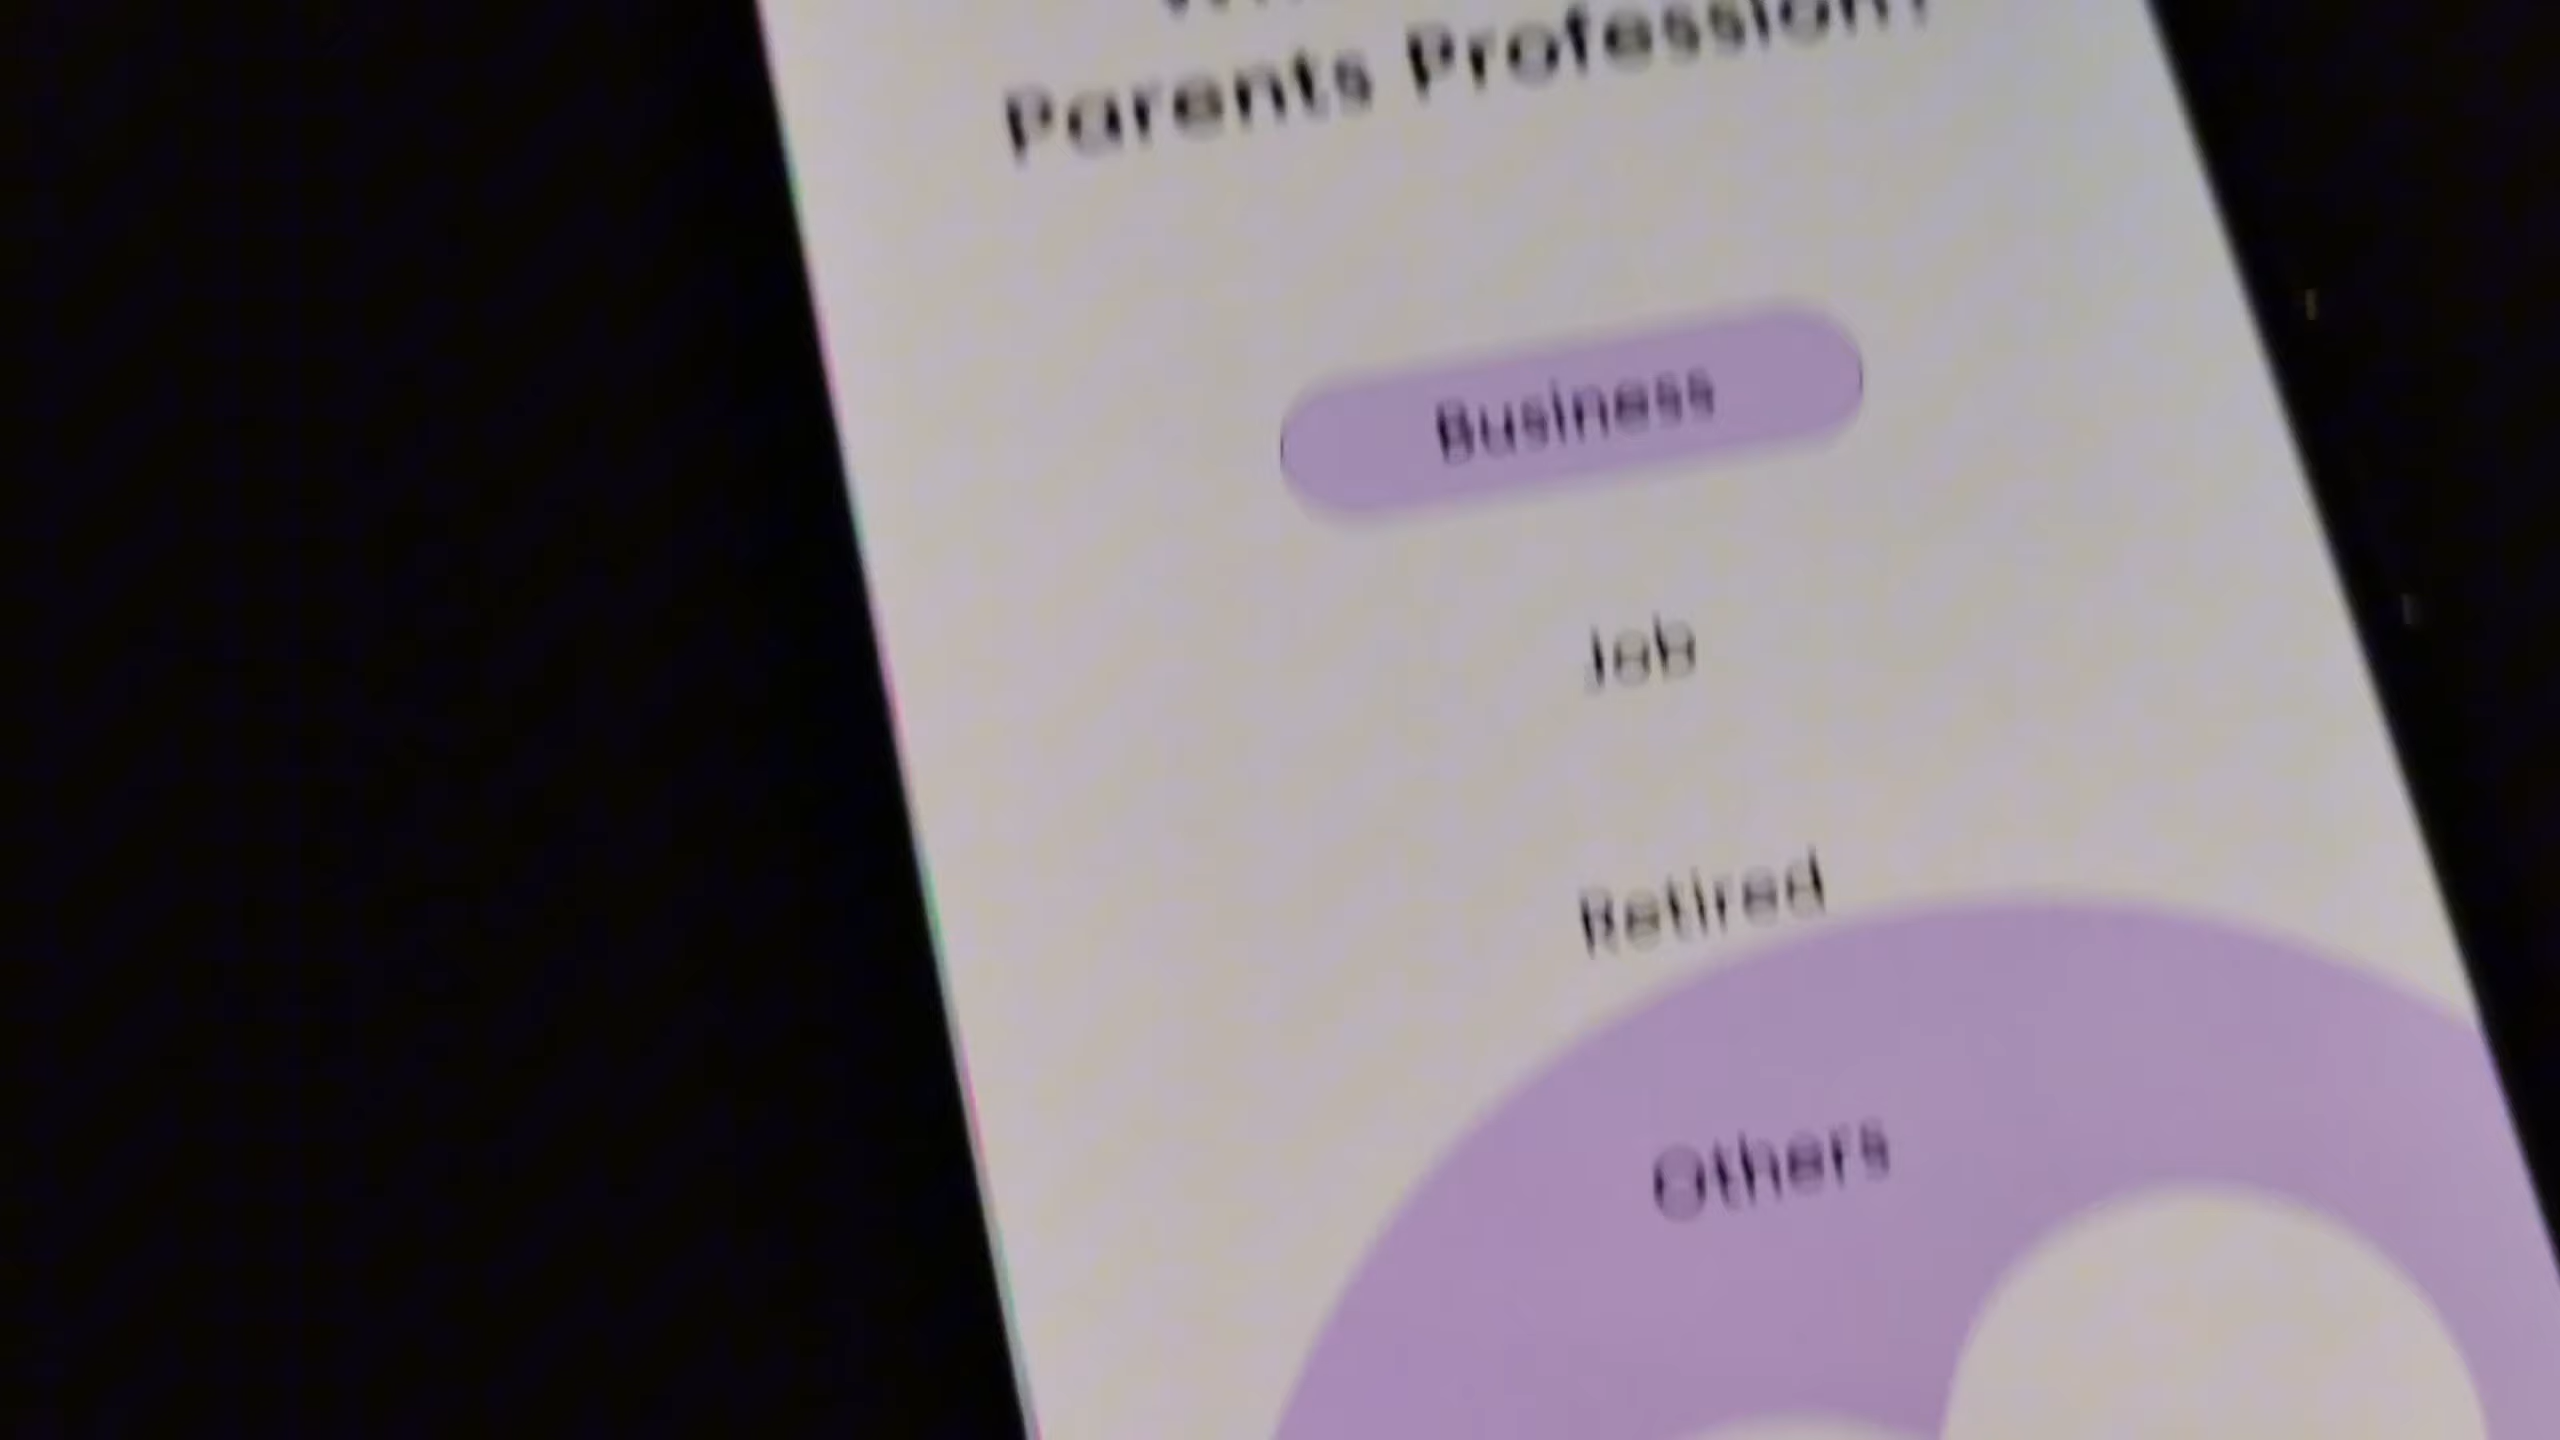 Parents Profession?
Business
Job
Retired
Others